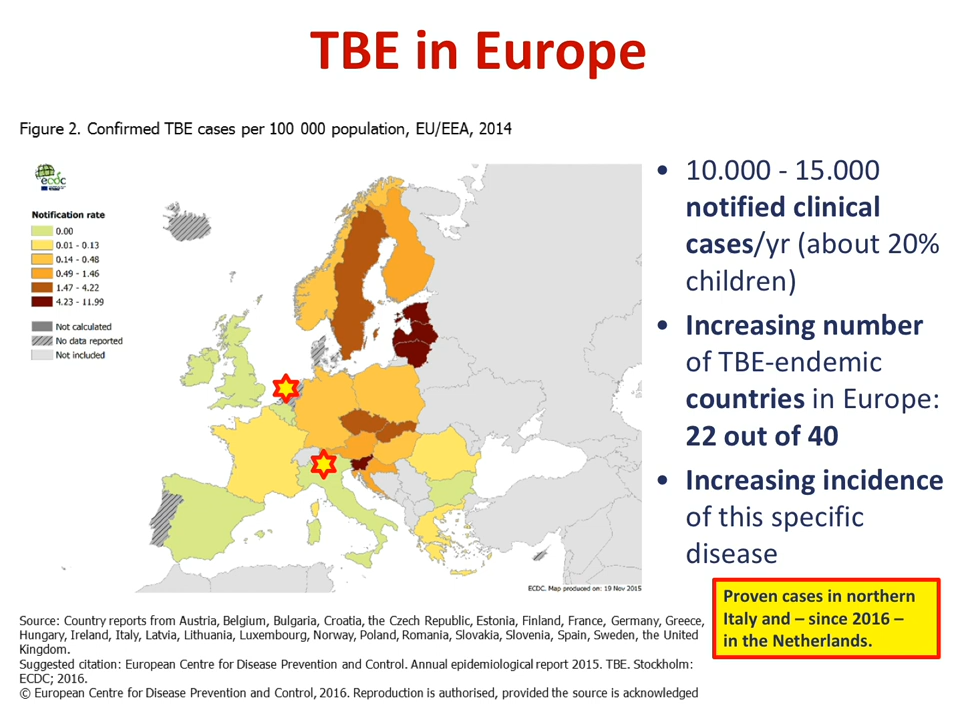 TBE in Europe
Figure 2. Confirmed TBE cases per 100 000 population, EU/EEA, 2014
ecdc
Notification rate
0.00
0.01 - 0.13
0.14 - 0.48
0.49 - 1.46
1.47 - 4.22
4.23 - 11.99
Not calculated
No data reported
Not included
ECDC. Map produced on: 19 Nov 2015
• 10.000 - 15.000
notified clinical
cases/yr (about 20%
children)
• Increasing number
of TBE-endemic
countries in Europe:
22 out of 40
• Increasing incidence
of this specific
disease
Proven cases in northern
Italy and – since 2016 –
in the Netherlands.
Source: Country reports from Austria, Belgium, Bulgaria, Croatia, the Czech Republic, Estonia, Finland, France, Germany, Greece,
Hungary, Ireland, Italy, Latvia, Lithuania, Luxembourg, Norway, Poland, Romania, Slovakia, Slovenia, Spain, Sweden, the United
Kingdom.
Suggested citation: European Centre for Disease Prevention and Control. Annual epidemiological report 2015. TBE. Stockholm:
ECDC; 2016.
© European Centre for Disease Prevention and Control, 2016. Reproduction is authorised, provided the source is acknowledged